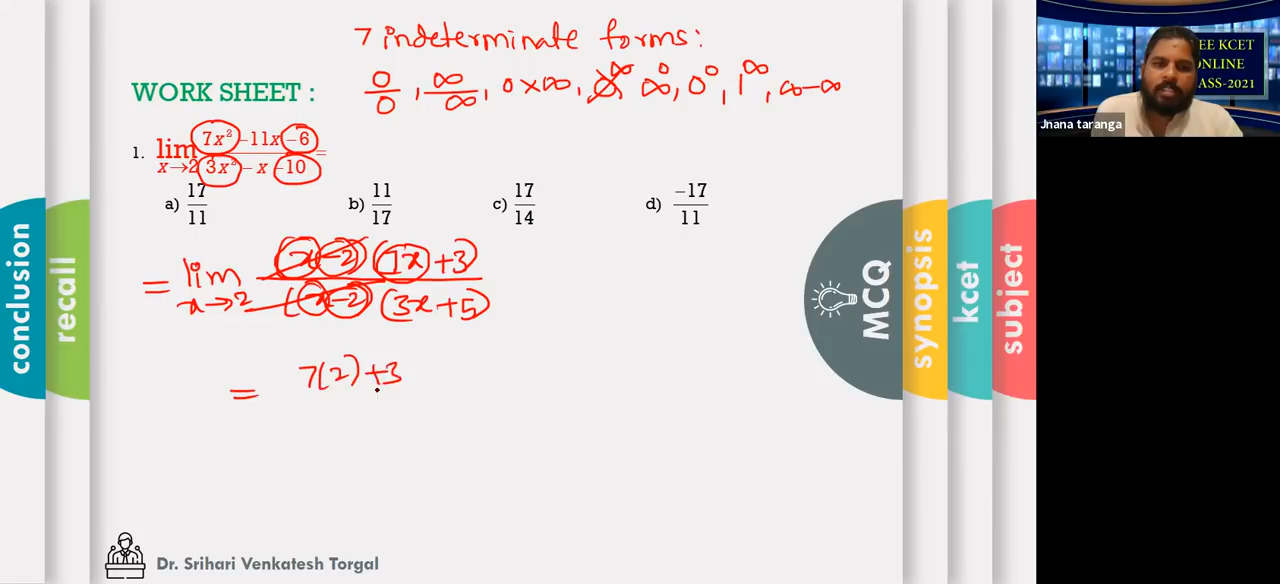 7 indeterminate forms:
0/0, ∞/∞, 0×∞, ∞⁰, 0⁰, 1^∞, ∞-∞
WORK SHEET :
1. lim x→2 (7x² -11x -6)/(3x² - x -10) =
a) 17/11 b) 11/17 c) 17/14 d) -17/11
= lim x→2 (x-2)(7x+3)/(x-2)(3x+5)
= 7(2)+3
conclusion
recall
MCQ
synopsis
kcet
subject
Dr. Srihari Venkatesh Torgal
EE KCET
ONLINE
ASS-2021
Jnana taranga